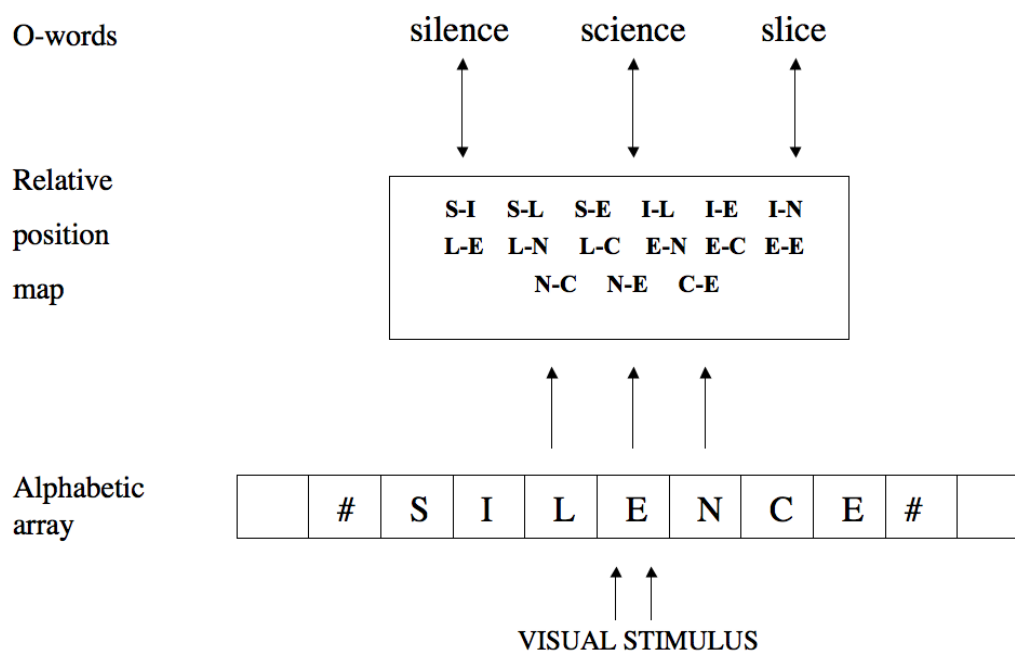 O-words silence science slice
Relative
position
map
S-I S-L S-E I-L I-E I-N
L-E L-N L-C E-N E-C E-E
N-C N-E C-E
Alphabetic
array
# S I L E N C E #
VISUAL STIMULUS